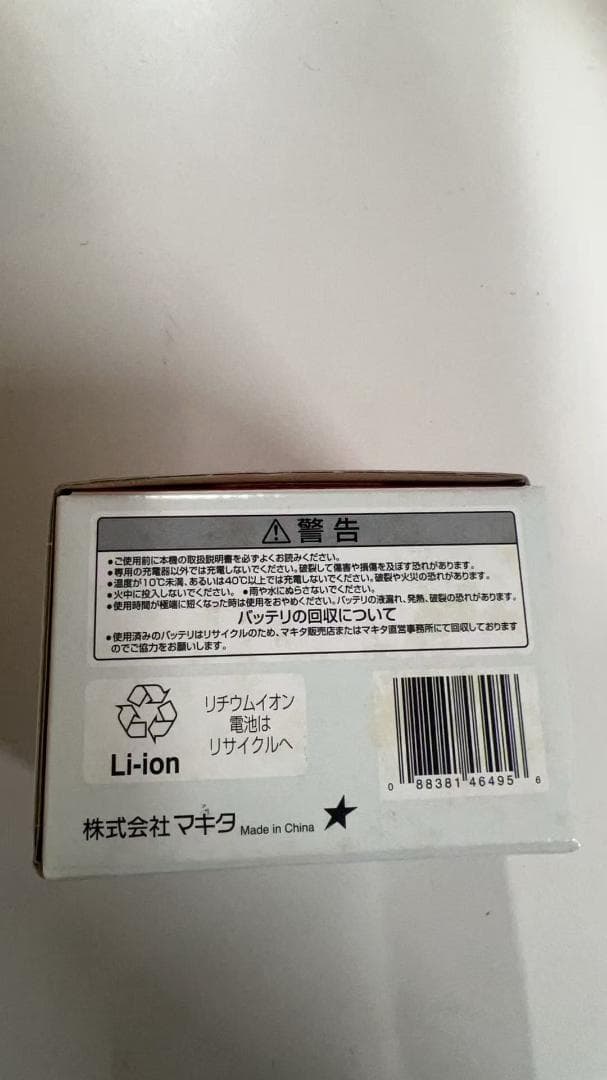 ⚠警告
●ご使用前に本機の取扱説明書を必ずよくお読みください。
●専用の充電器以外では充電しないでください。破裂して傷害や損傷を及ぼす恐れがあります。
●温度が10℃未満、あるいは40℃以上では充電しないでください。破裂や火災の恐れがあります。
●火中に投入しないでください。 ●雨や水にぬらさないでください。
●使用時間が極端に短くなった時は使用をおやめください。バッテリの液漏れ、発熱、破裂の恐れがあります。
バッテリの回収について
●使用済みのバッテリはリサイクルのため、マキタ販売店またはマキタ直営事務所にて回収しております
のでご協力をお願いします。
リチウムイオン
電池は
リサイクルへ
Li-ion
0 88381 46495 6
株式会社マキタ Made in China ★